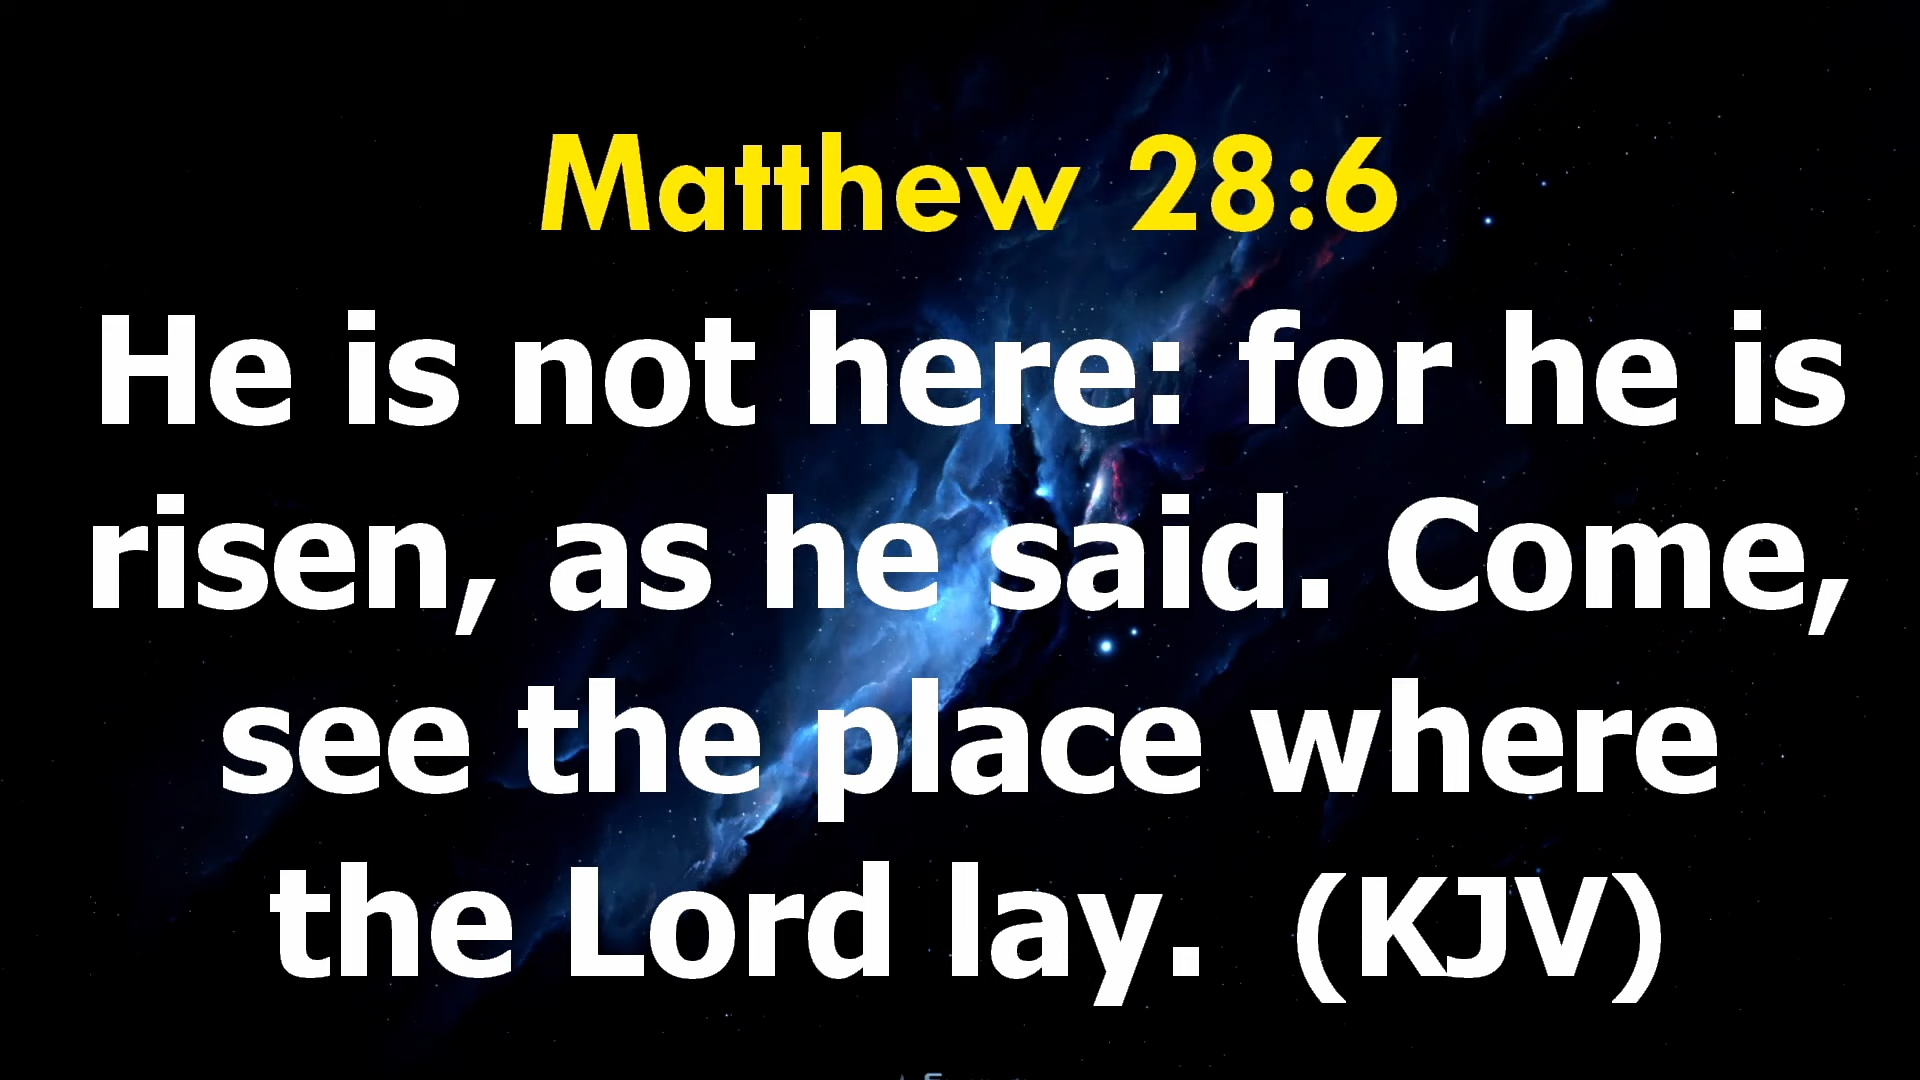 Matthew 28:6
He is not here: for he is
risen, as he said. Come,
see the place where
the Lord lay. (KJV)